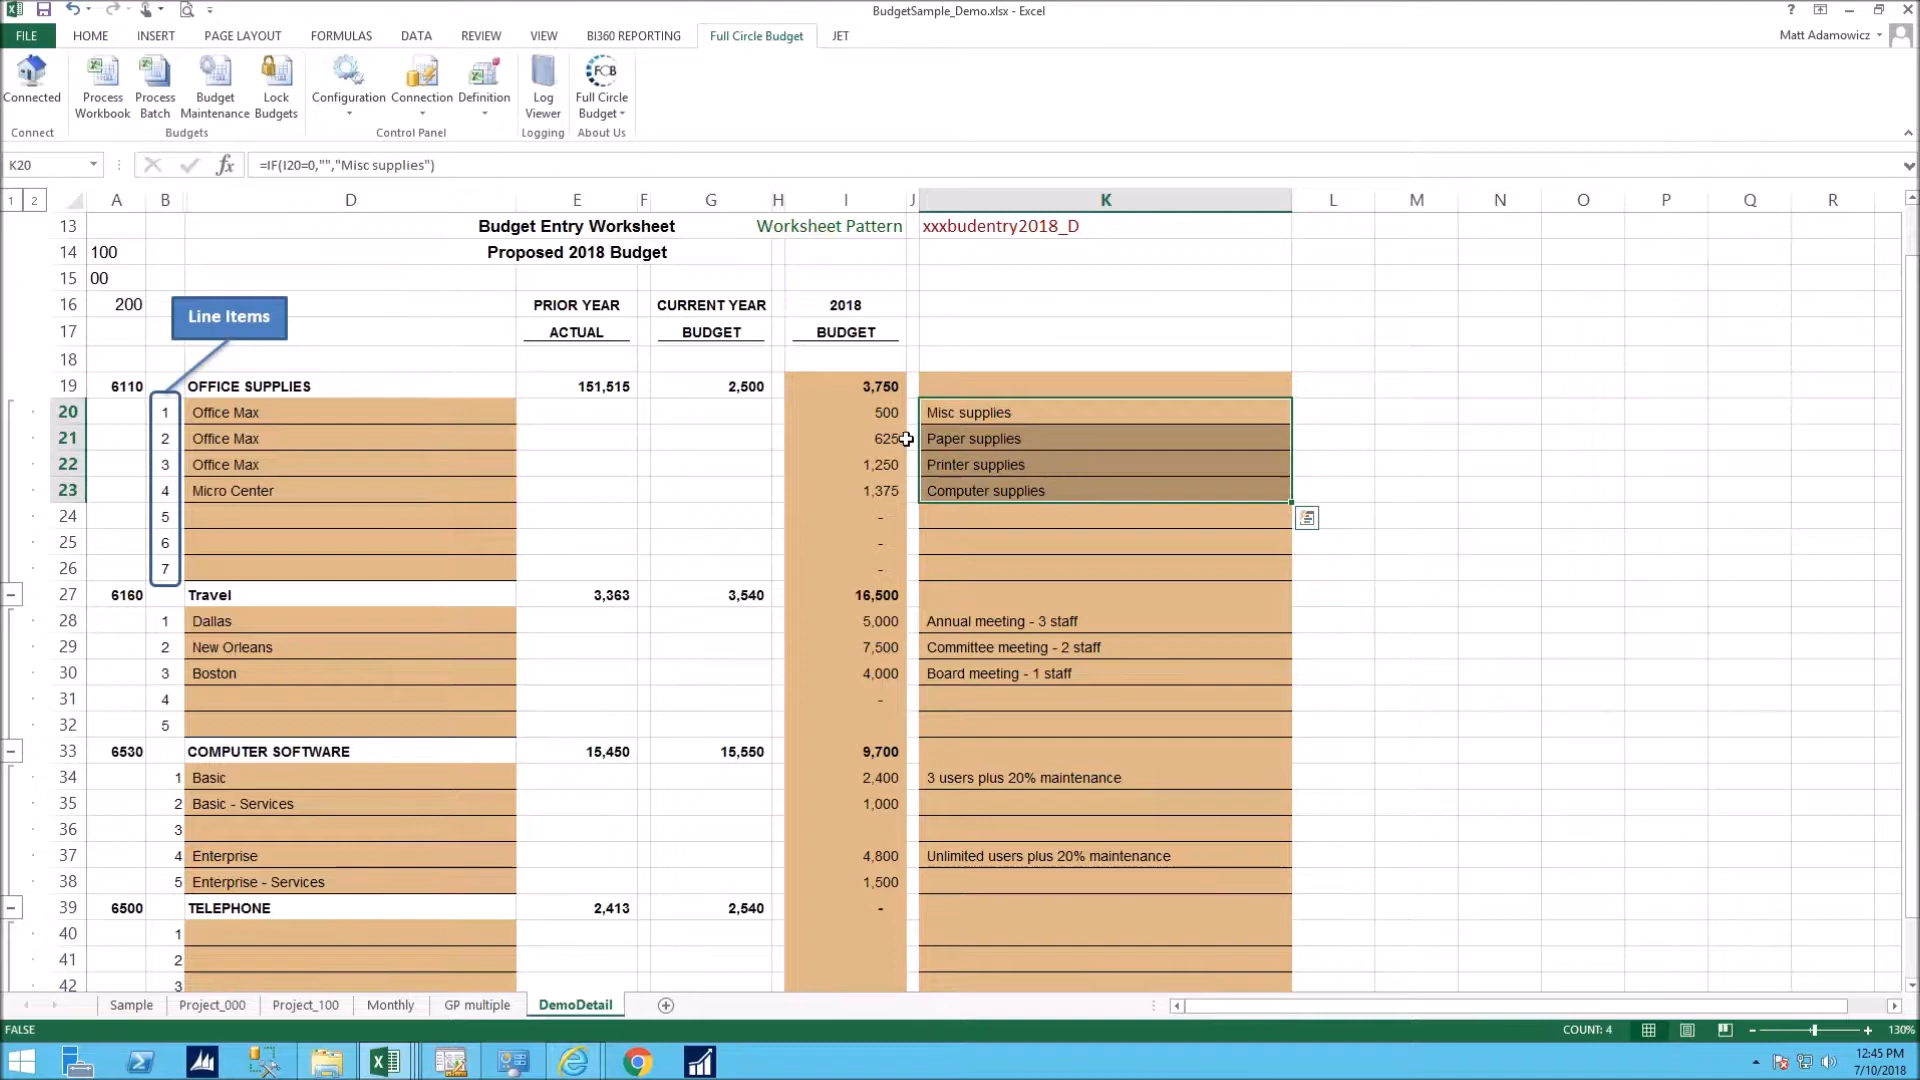 BudgetSample_Demo.xlsx - Excel
FILE HOME INSERT PAGE LAYOUT FORMULAS DATA REVIEW VIEW BI360 REPORTING Full Circle Budget JET Matt Adamowicz
Connected Process Workbook Process Batch Budget Maintenance Lock Budgets Configuration Connection Definition Log Viewer FCB Full Circle Budget
Connect Budgets Control Panel Logging About Us
K20 fx =IF(I20=0,"","Misc supplies")
1 2 A B D E F G H I J K L M N O P Q R
13 Budget Entry Worksheet Worksheet Pattern xxxbudentry2018_D
14 100 Proposed 2018 Budget
15 00
16 200 PRIOR YEAR CURRENT YEAR 2018
Line Items
17 ACTUAL BUDGET BUDGET
18
19 6110 OFFICE SUPPLIES 151,515 2,500 3,750
20 1 Office Max 500 Misc supplies
21 2 Office Max 625 Paper supplies
22 3 Office Max 1,250 Printer supplies
23 4 Micro Center 1,375 Computer supplies
24 5 -
25 6 -
26 7 -
27 6160 Travel 3,363 3,540 16,500
28 1 Dallas 5,000 Annual meeting - 3 staff
29 2 New Orleans 7,500 Committee meeting - 2 staff
30 3 Boston 4,000 Board meeting - 1 staff
31 4 -
32 5
33 6530 COMPUTER SOFTWARE 15,450 15,550 9,700
34 1 Basic 2,400 3 users plus 20% maintenance
35 2 Basic - Services 1,000
36 3
37 4 Enterprise 4,800 Unlimited users plus 20% maintenance
38 5 Enterprise - Services 1,500
39 6500 TELEPHONE 2,413 2,540 -
40 1
41 2
42 3
Sample Project_000 Project_100 Monthly GP multiple DemoDetail
FALSE COUNT: 4 130%
12:45 PM
7/10/2018